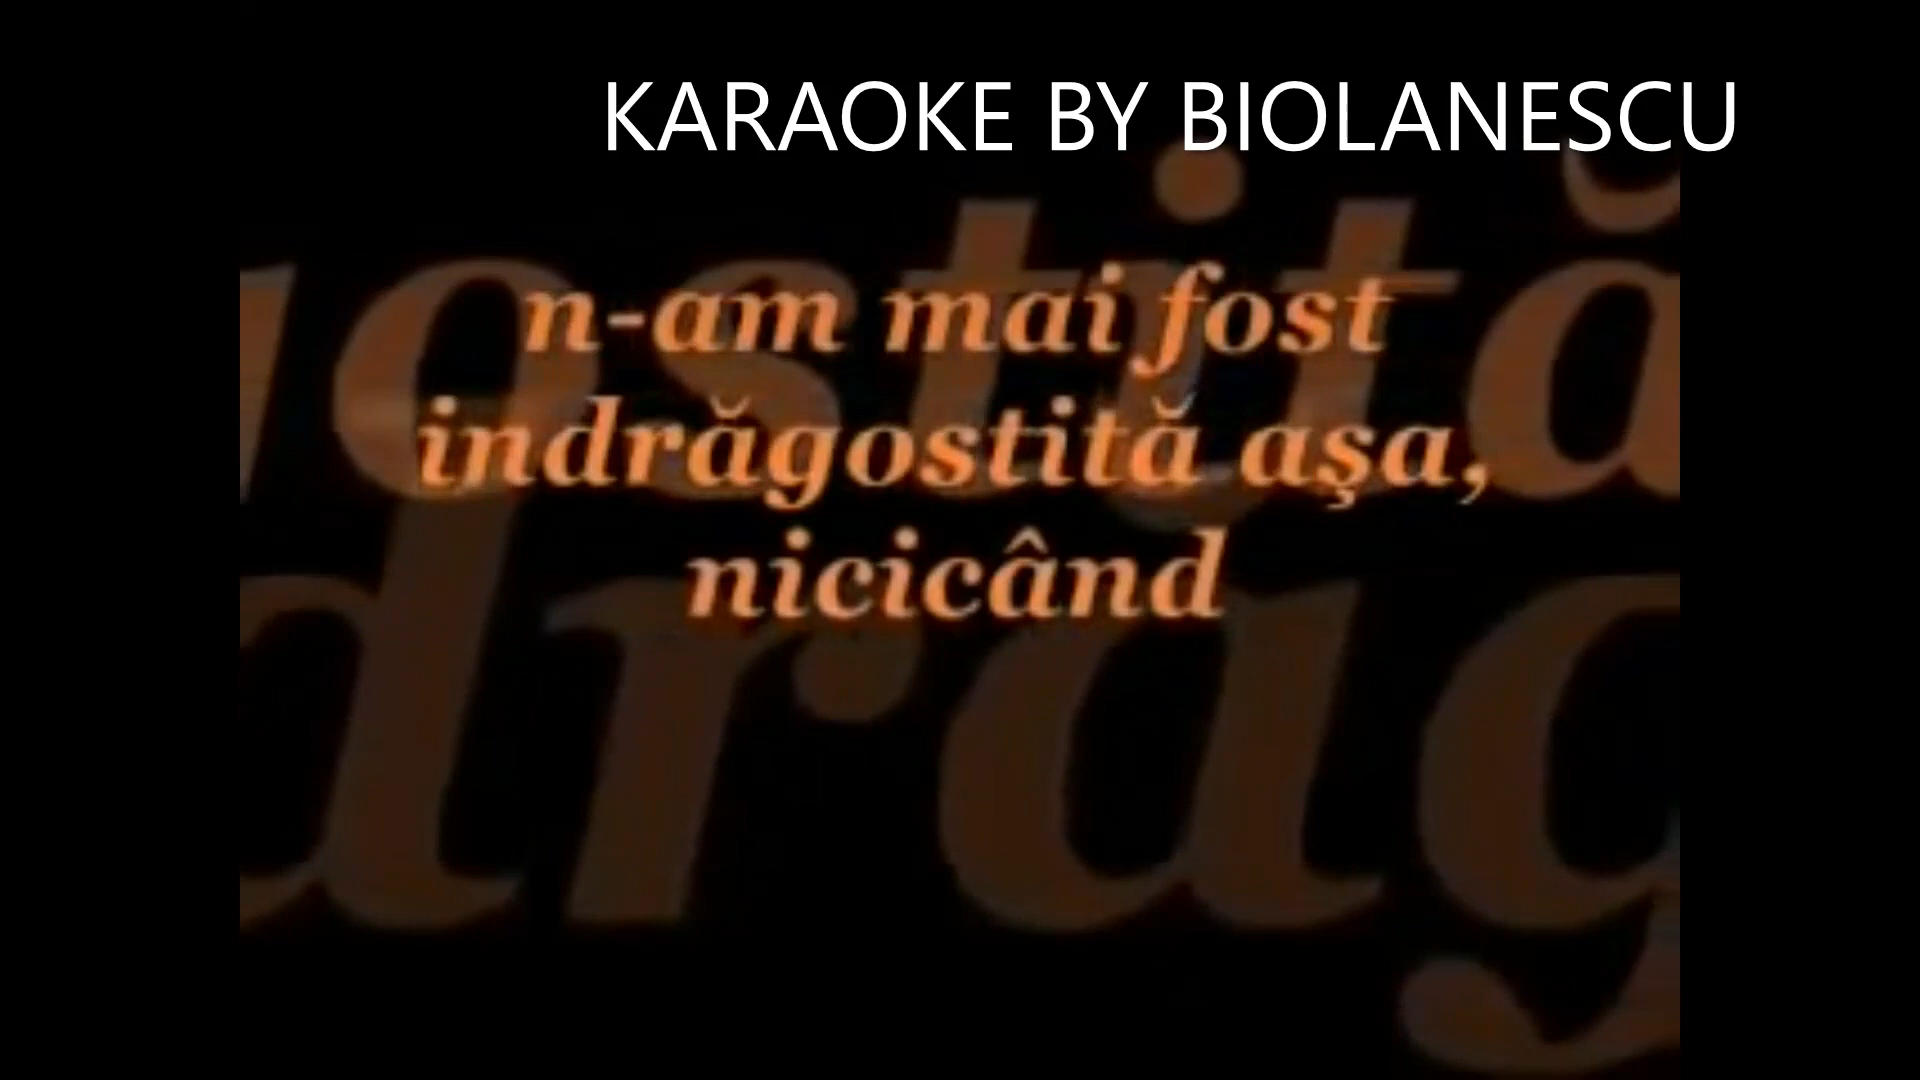 KARAOKE BY BIOLANESCU
n-am mai fost
indrăgostită aşa,
nicicând